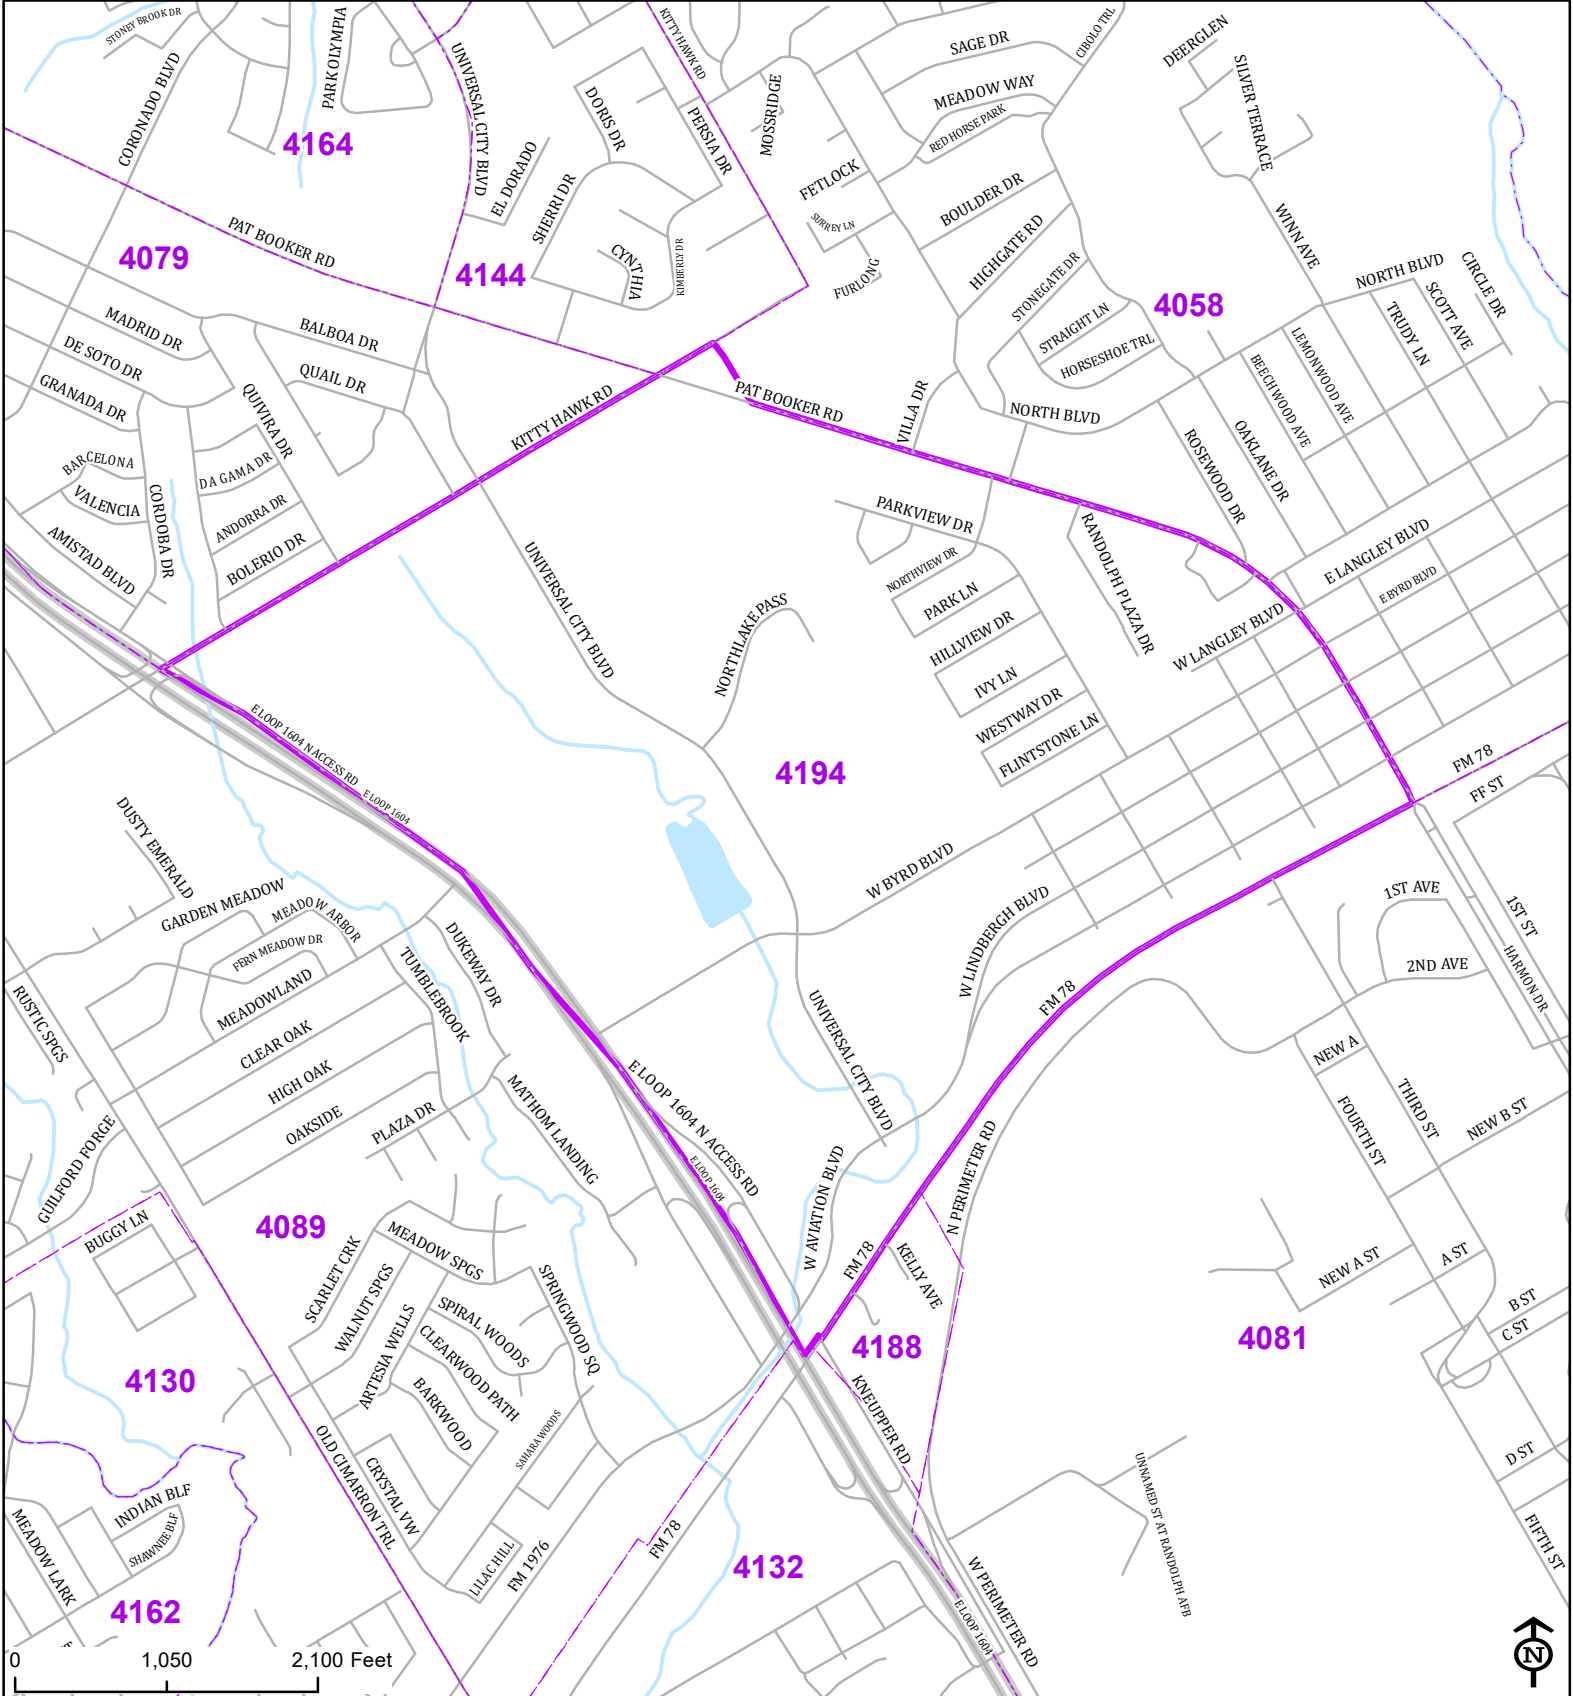 STONEY BROOK DR
CORONADO BLVD
PARK OLYMPIA
4164
UNIVERSAL CITY BLVD
KITTY HAWK RD
DORIS DR
PERSIA DR
MOSSRIDGE
SAGE DR
CIBOLO TRL
MEADOW WAY
RED HORSE PARK
DEERGLEN
SILVER TERRACE
EL DORADO
SHERRI DR
FETLOCK
SURREY LN
BOULDER DR
WINN AVE
PAT BOOKER RD
4079
4144
CYNTHIA
KIMBERLY DR
FURLONG
HIGHGATE RD
STONEGATE DR
4058
NORTH BLVD
CIRCLE DR
SCOTT AVE
TRUDY LN
MADRID DR
BALBOA DR
STRAIGHT LN
HORSESHOE TRL
LEMONWOOD AVE
BEECHWOOD AVE
DE SOTO DR
QUAIL DR
GRANADA DR
QUIVIRA DR
KITTY HAWK RD
PAT BOOKER RD
VILLA DR
NORTH BLVD
ROSEWOOD DR
OAKLANE DR
BARCELONA
DA GAMA DR
VALENCIA
CORDOBA DR
ANDORRA DR
AMISTAD BLVD
BOLERIO DR
UNIVERSAL CITY BLVD
PARKVIEW DR
RANDOLPH PLAZA DR
NORTHVIEW DR
E LANGLEY BLVD
E BYRD BLVD
NORTHLAKE PASS
PARK LN
HILLVIEW DR
W LANGLEY BLVD
IVY LN
WESTWAY DR
FLINTSTONE LN
E LOOP 1604 N ACCESS RD
E LOOP 1604
4194
FM 78
FF ST
DUSTY EMERALD
W BYRD BLVD
GARDEN MEADOW
MEADOW ARBOR
FERN MEADOW DR
MEADOWLAND
DUKEWAY DR
TUMBLEBROOK
W LINDBERGH BLVD
1ST AVE
1ST ST
2ND AVE
HARMON DR
RUSTIC SPGS
CLEAR OAK
FM 78
UNIVERSAL CITY BLVD
HIGH OAK
OAKSIDE
PLAZA DR
MATHOM LANDING
E LOOP 1604 N ACCESS RD
E LOOP 1604
NEW A
THIRD ST
FOURTH ST
NEW B ST
GUILFORD FORGE
BUGGY LN
4089
SCARLET CRK
MEADOW SPGS
WALNUT SPGS
W AVIATION BLVD
N PERIMETER RD
FM 78
KELLY AVE
NEW A ST
A ST
B ST
C ST
ARTESIA WELLS
SPIRAL WOODS
SPRINGWOOD SQ
CLEARWOOD PATH
4188
4081
4130
BARKWOOD
SAHARA WOODS
KNEUPPER RD
OLD CIMARRON TRL
CRYSTAL VW
UNNAMED ST AT RANDOLPH AFB
D ST
INDIAN BLF
SHAWNEE BLF
MEADOW LARK
LILAC HILL
FM 1976
FM 78
4132
W PERIMETER RD
E LOOP 1604
FIFTH ST
4162
0 1,050 2,100 Feet
N